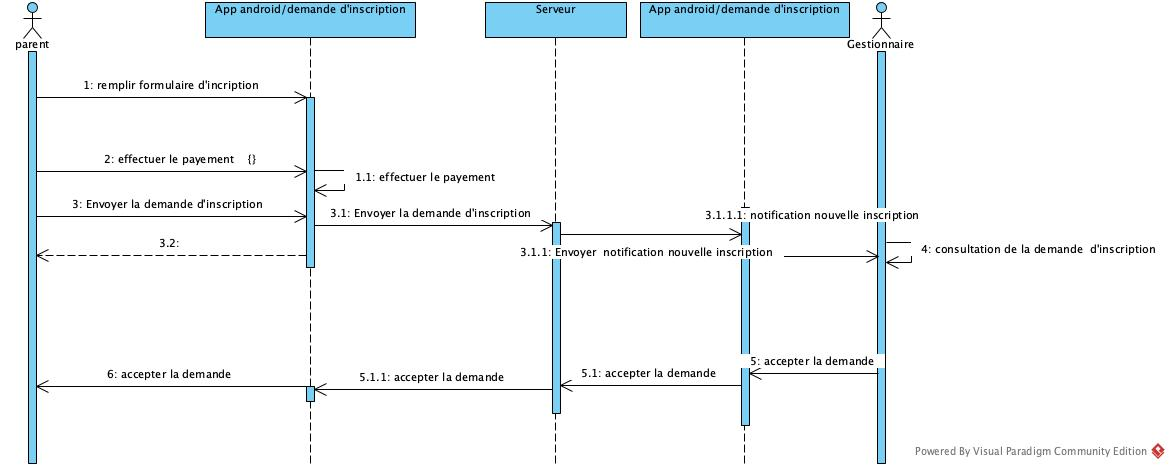 App android/demande d'inscription
Serveur
App android/demande d'inscription
parent
Gestionnaire
1: remplir formulaire d'incription
2: effectuer le payement {}
1.1: effectuer le payement
3: Envoyer la demande d'inscription
3.1: Envoyer la demande d'inscription
3.1.1.1: notification nouvelle inscription
3.2:
3.1.1: Envoyer notification nouvelle inscription
4: consultation de la demande d'inscription
5: accepter la demande
6: accepter la demande
5.1.1: accepter la demande
5.1: accepter la demande
Powered By Visual Paradigm Community Edition